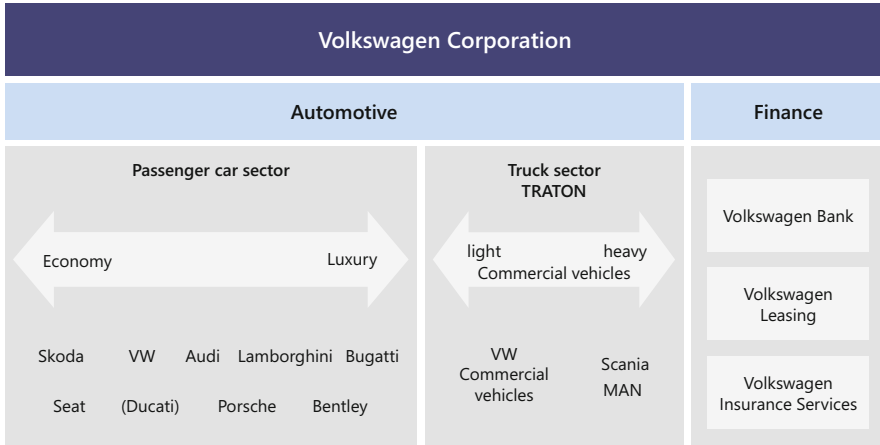 Volkswagen Corporation
Automotive
Finance
Passenger car sector
Economy
Luxury
Skoda VW Audi Lamborghini Bugatti
Seat (Ducati) Porsche Bentley
Truck sector
TRATON
light heavy
Commercial vehicles
VW
Commercial
vehicles
Scania
MAN
Volkswagen Bank
Volkswagen
Leasing
Volkswagen
Insurance Services